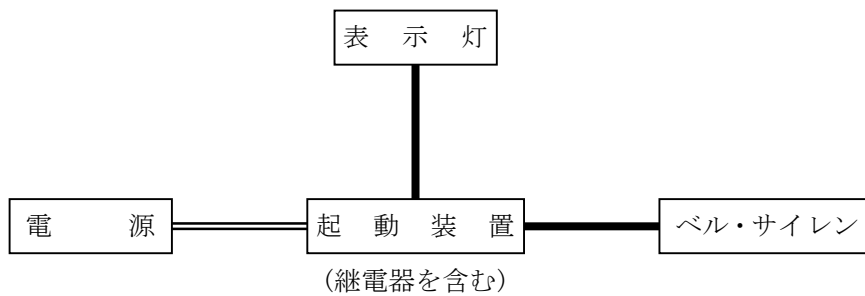 表示灯
電源
起動装置
ベル・サイレン
(継電器を含む)